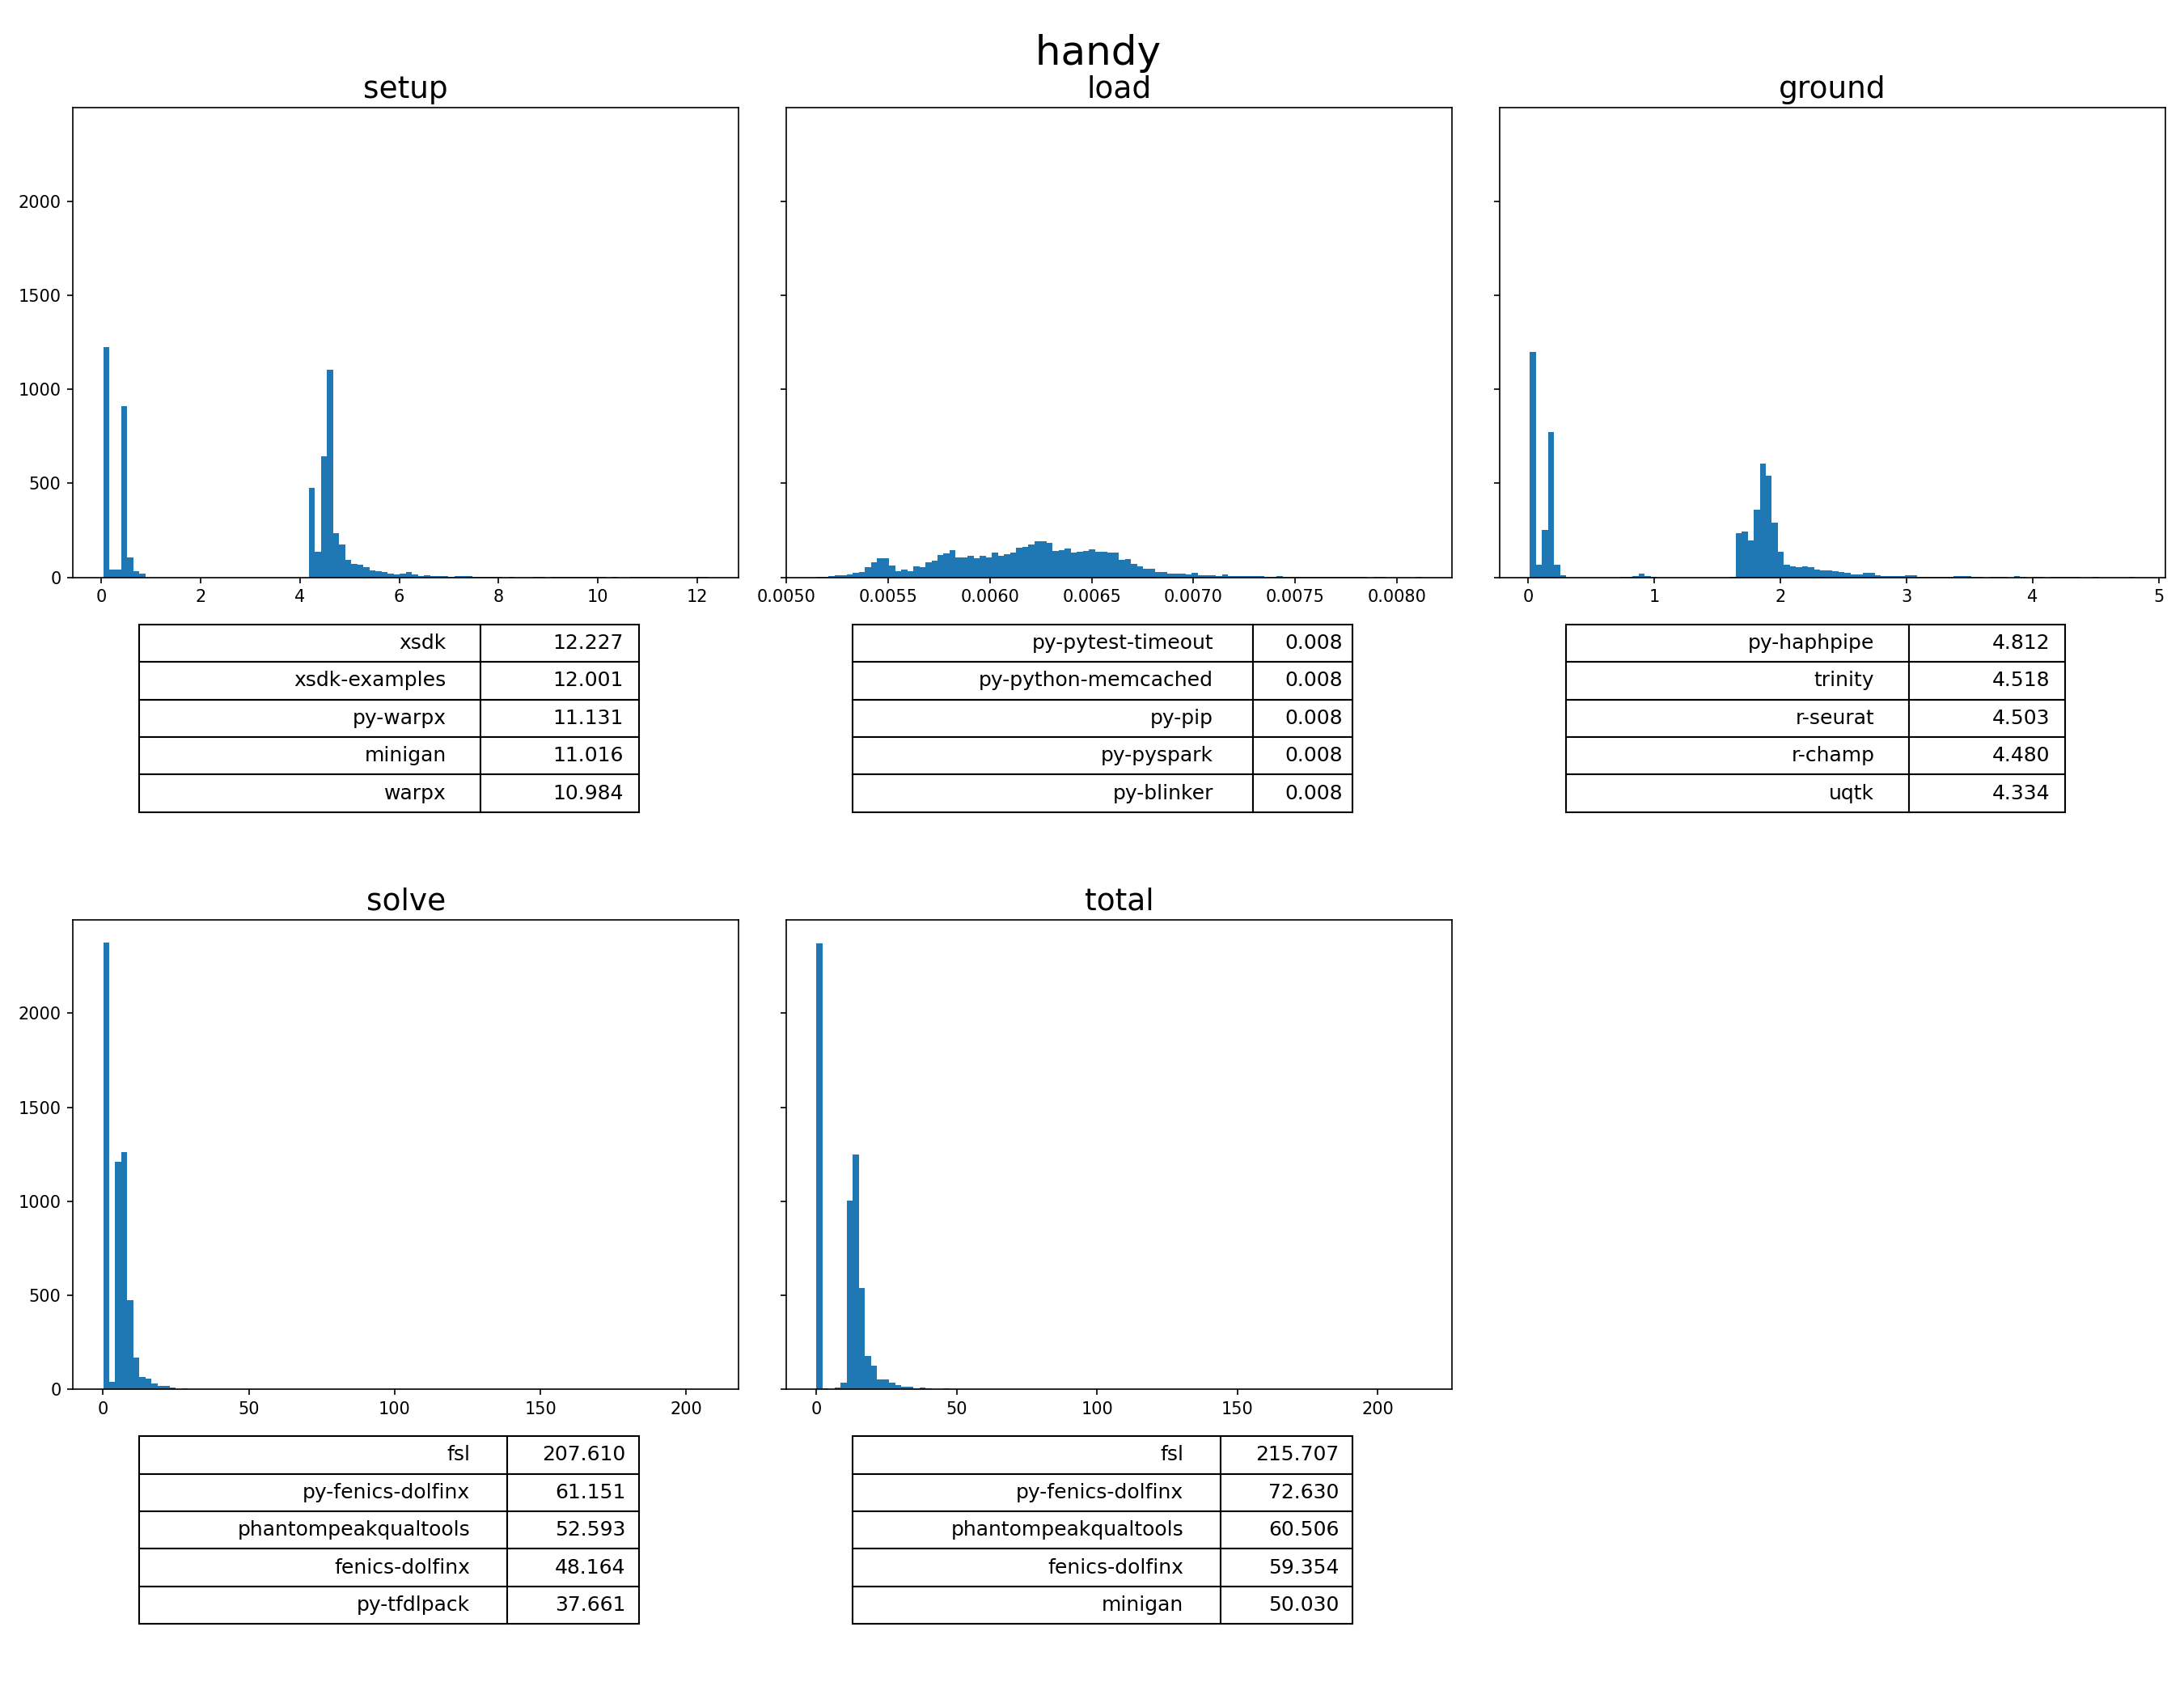 handy
setup
load
ground
2000
1500
1000
500
0
0 2 4 6 8 10 12
0.0050 0.0055 0.0060 0.0065 0.0070 0.0075 0.0080
0 1 2 3 4 5
xsdk 12.227
xsdk-examples 12.001
py-warpx 11.131
minigan 11.016
warpx 10.984
py-pytest-timeout 0.008
py-python-memcached 0.008
py-pip 0.008
py-pyspark 0.008
py-blinker 0.008
py-haphpipe 4.812
trinity 4.518
r-seurat 4.503
r-champ 4.480
uqtk 4.334
solve
total
2000
1500
1000
500
0
0 50 100 150 200
0 50 100 150 200
fsl 207.610
py-fenics-dolfinx 61.151
phantompeakqualtools 52.593
fenics-dolfinx 48.164
py-tfdlpack 37.661
fsl 215.707
py-fenics-dolfinx 72.630
phantompeakqualtools 60.506
fenics-dolfinx 59.354
minigan 50.030